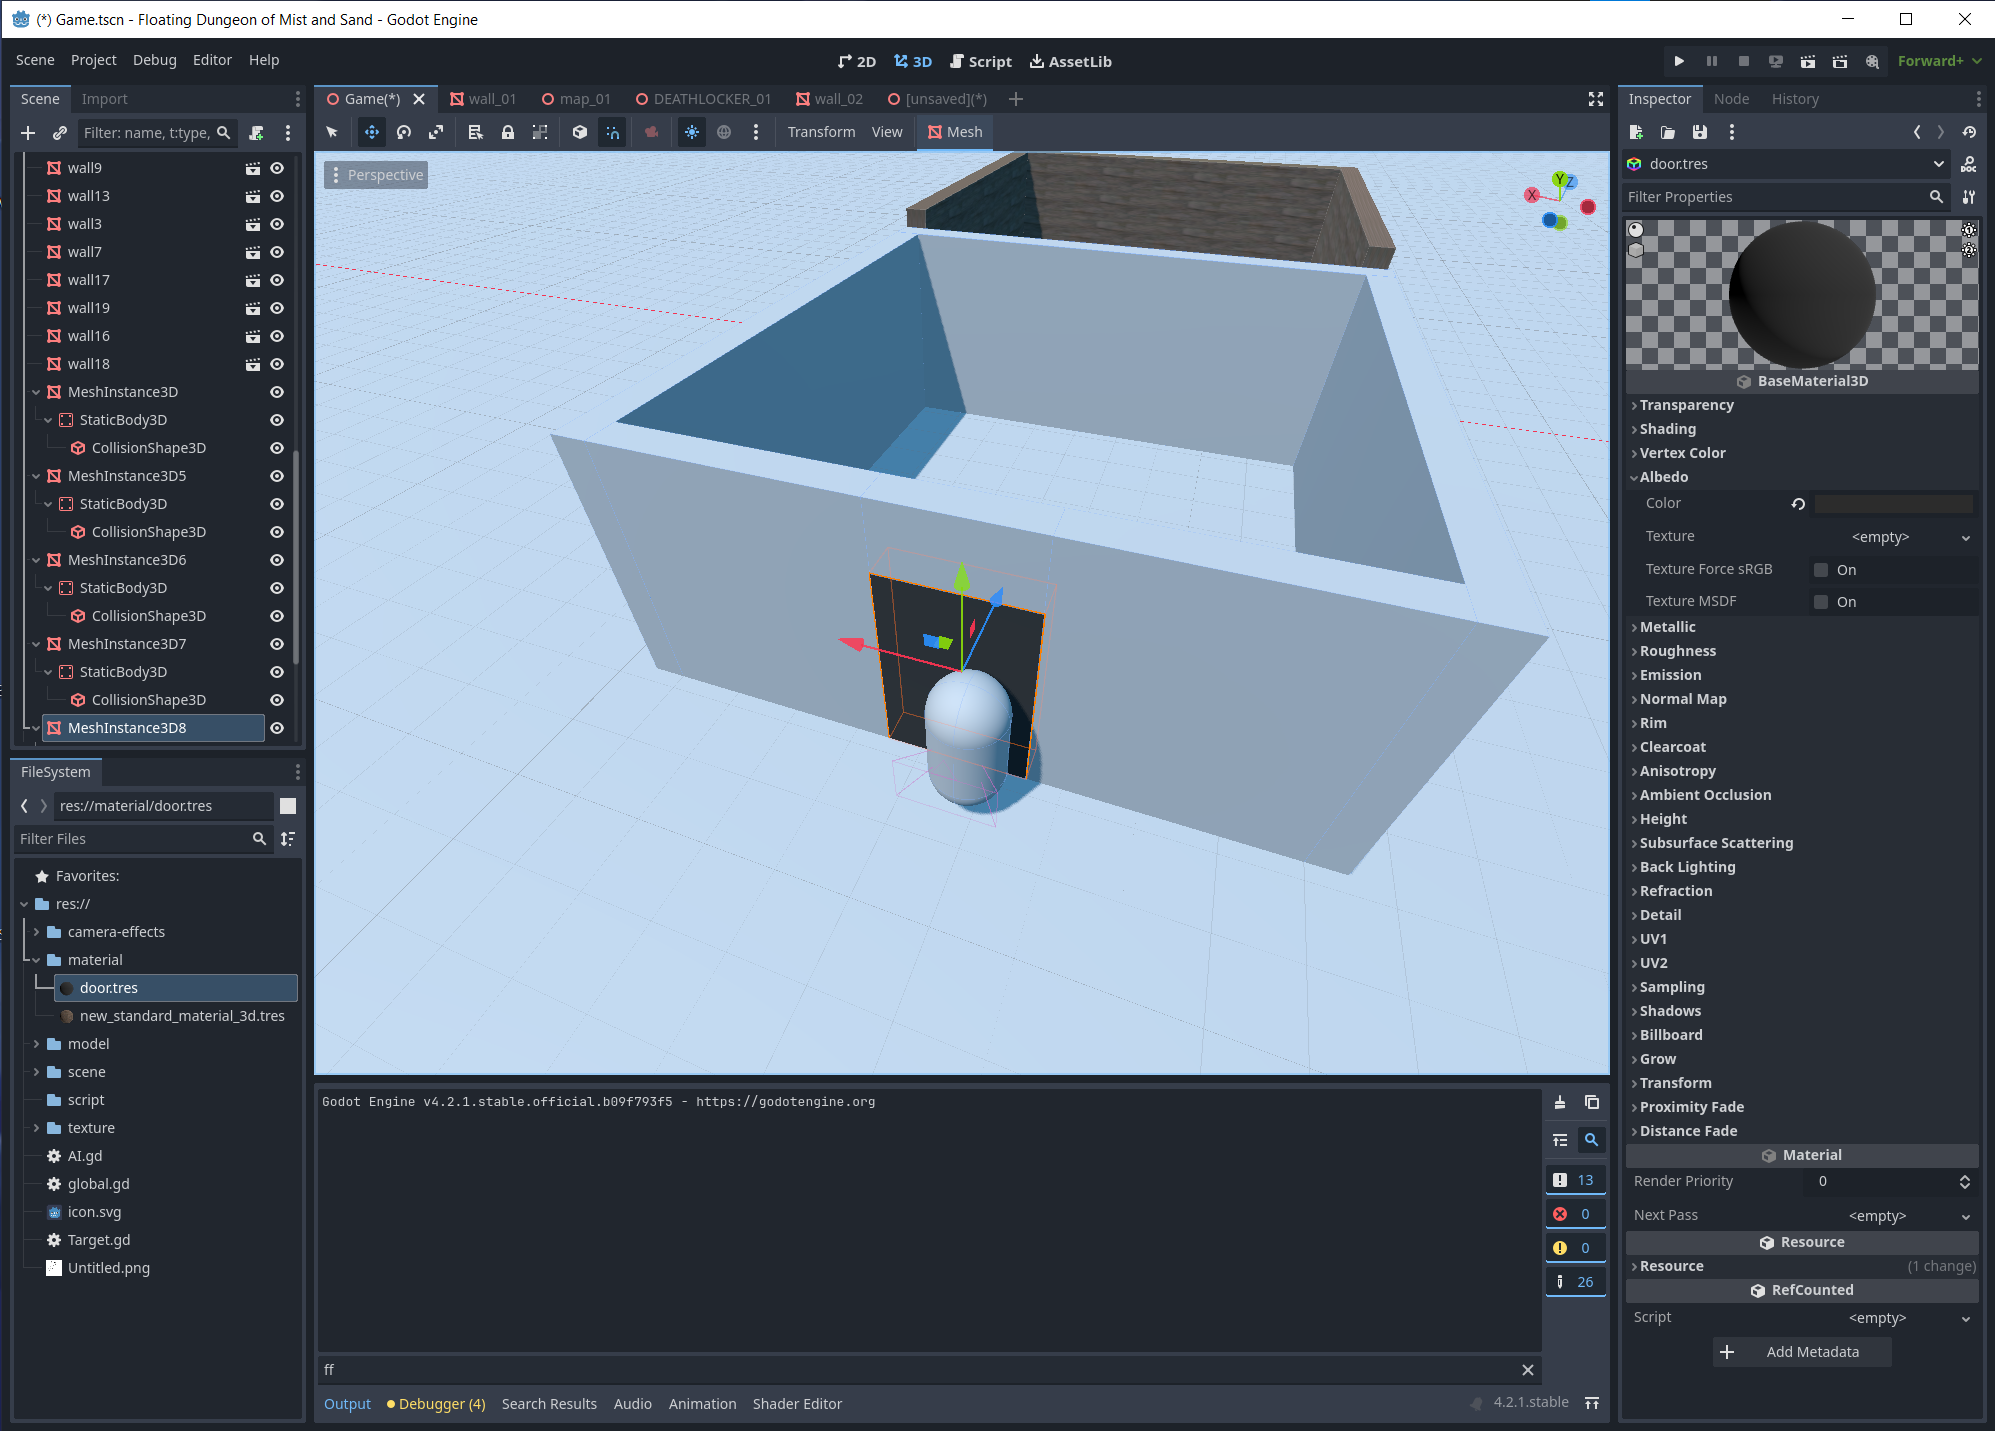 (*) Game.tscn - Floating Dungeon of Mist and Sand - Godot Engine
Scene Project Debug Editor Help
2D 3D Script AssetLib
Forward+
Scene Import
Filter: name, t:type,
wall9
wall13
wall3
wall7
wall17
wall19
wall16
wall18
MeshInstance3D
StaticBody3D
CollisionShape3D
MeshInstance3D5
StaticBody3D
CollisionShape3D
MeshInstance3D6
StaticBody3D
CollisionShape3D
MeshInstance3D7
StaticBody3D
CollisionShape3D
MeshInstance3D8
FileSystem
res://material/door.tres
Filter Files
Favorites:
res://
camera-effects
material
door.tres
new_standard_material_3d.tres
model
scene
script
texture
AI.gd
global.gd
icon.svg
Target.gd
Untitled.png
Game(*) wall_01 map_01 DEATHLOCKER_01 wall_02 [unsaved](*)
Transform View Mesh
Perspective
X Y Z
Godot Engine v4.2.1.stable.official.b09f793f5 - https://godotengine.org
13
0
0
26
ff
Output Debugger (4) Search Results Audio Animation Shader Editor
4.2.1.stable
Inspector Node History
door.tres
Filter Properties
BaseMaterial3D
Transparency
Shading
Vertex Color
Albedo
Color
Texture <empty>
Texture Force sRGB On
Texture MSDF On
Metallic
Roughness
Emission
Normal Map
Rim
Clearcoat
Anisotropy
Ambient Occlusion
Height
Subsurface Scattering
Back Lighting
Refraction
Detail
UV1
UV2
Sampling
Shadows
Billboard
Grow
Transform
Proximity Fade
Distance Fade
Material
Render Priority 0
Next Pass <empty>
Resource
Resource (1 change)
RefCounted
Script <empty>
Add Metadata